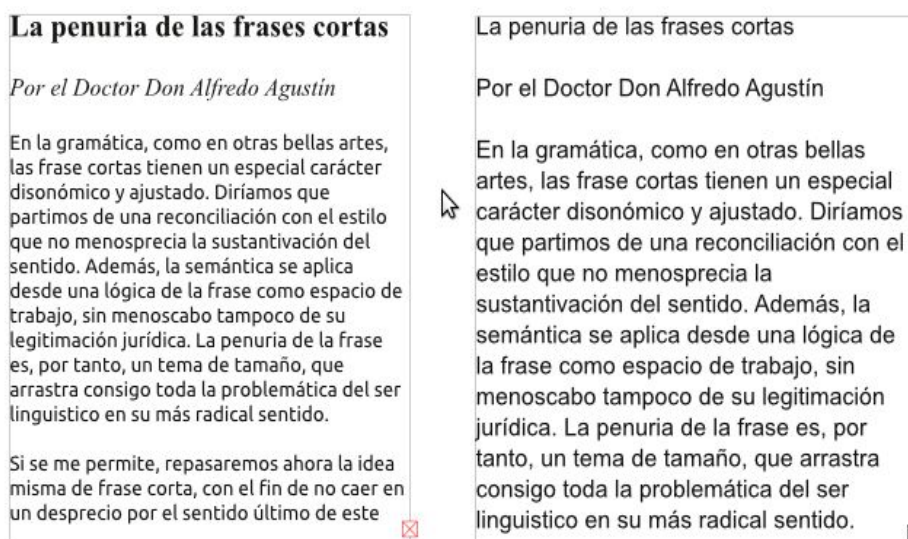 La penuria de las frases cortas
Por el Doctor Don Alfredo Agustín
En la gramática, como en otras bellas artes,
las frase cortas tienen un especial carácter
disonómico y ajustado. Diríamos que
partimos de una reconciliación con el estilo
que no menosprecia la sustantivación del
sentido. Además, la semántica se aplica
desde una lógica de la frase como espacio de
trabajo, sin menoscabo tampoco de su
legitimación jurídica. La penuria de la frase
es, por tanto, un tema de tamaño, que
arrastra consigo toda la problemática del ser
linguistico en su más radical sentido.
Si se me permite, repasaremos ahora la idea
misma de frase corta, con el fin de no caer en
un desprecio por el sentido último de este
La penuria de las frases cortas
Por el Doctor Don Alfredo Agustín
En la gramática, como en otras bellas
artes, las frase cortas tienen un especial
carácter disonómico y ajustado. Diríamos
que partimos de una reconciliación con el
estilo que no menosprecia la
sustantivación del sentido. Además, la
semántica se aplica desde una lógica de
la frase como espacio de trabajo, sin
menoscabo tampoco de su legitimación
jurídica. La penuria de la frase es, por
tanto, un tema de tamaño, que arrastra
consigo toda la problemática del ser
linguistico en su más radical sentido.